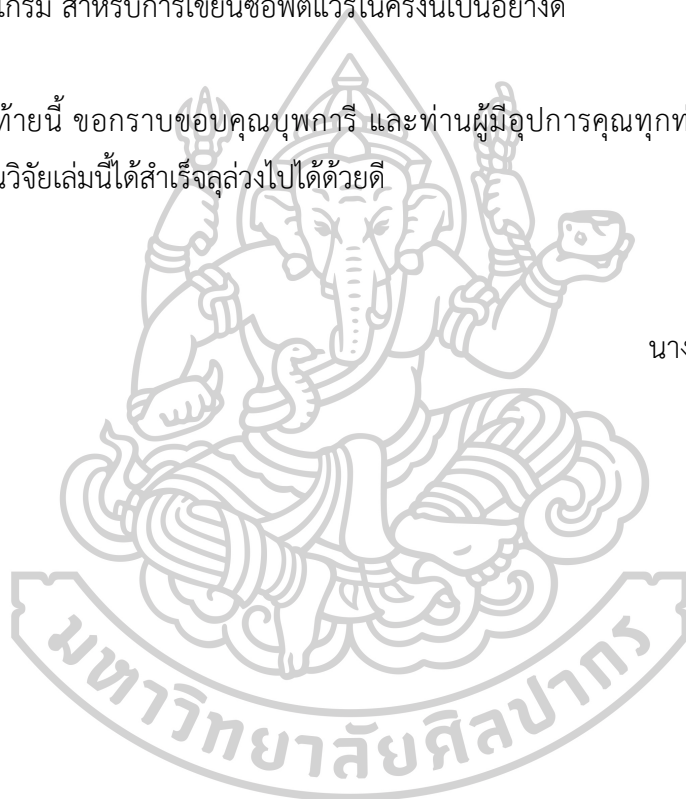 สำหรับการเขียนซอฟต์แวร์ในครั้งนี้เป็นอย่างดี
ท้ายนี้ ขอกราบขอบคุณบุพการี และท่านผู้มีอุปการคุณทุกท่
นวิจัยเล่มนี้ได้สำเร็จลุล่วงไปได้ด้วยดี
นาง
มหาวิทยาลัยศิลปากร